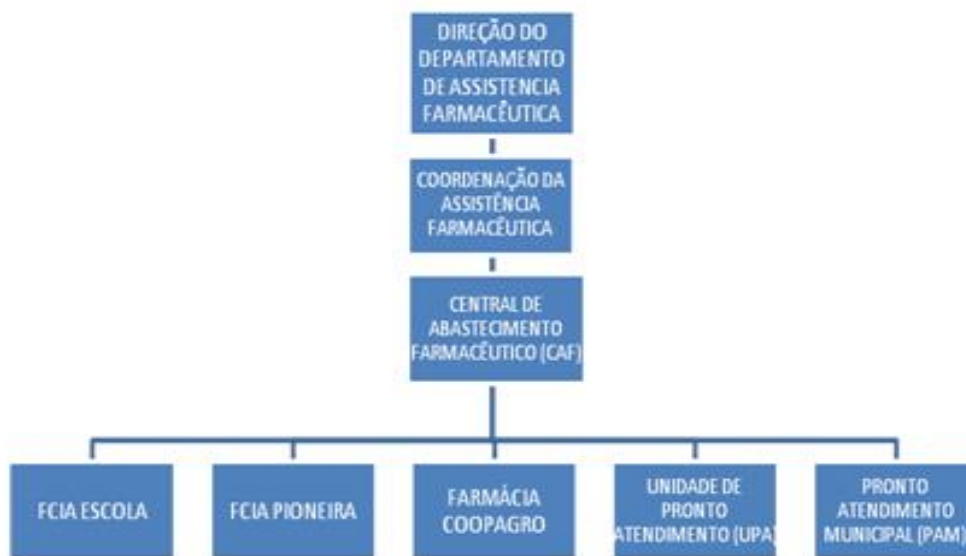 DIREÇÃO DO
DEPARTAMENTO
DE ASSISTENCIA
FARMACÊUTICA
COORDENAÇÃO DA
ASSISTÊNCIA
FARMACÊUTICA
CENTRAL DE
ABASTECIMENTO
FARMACÊUTICO (CAF)
FCIA ESCOLA
FCIA PIONEIRA
FARMÁCIA
COOPAGRO
UNIDADE DE
PRONTO
ATENDIMENTO (UPA)
PRONTO
ATENDIMENTO
MUNICIPAL (PAM)